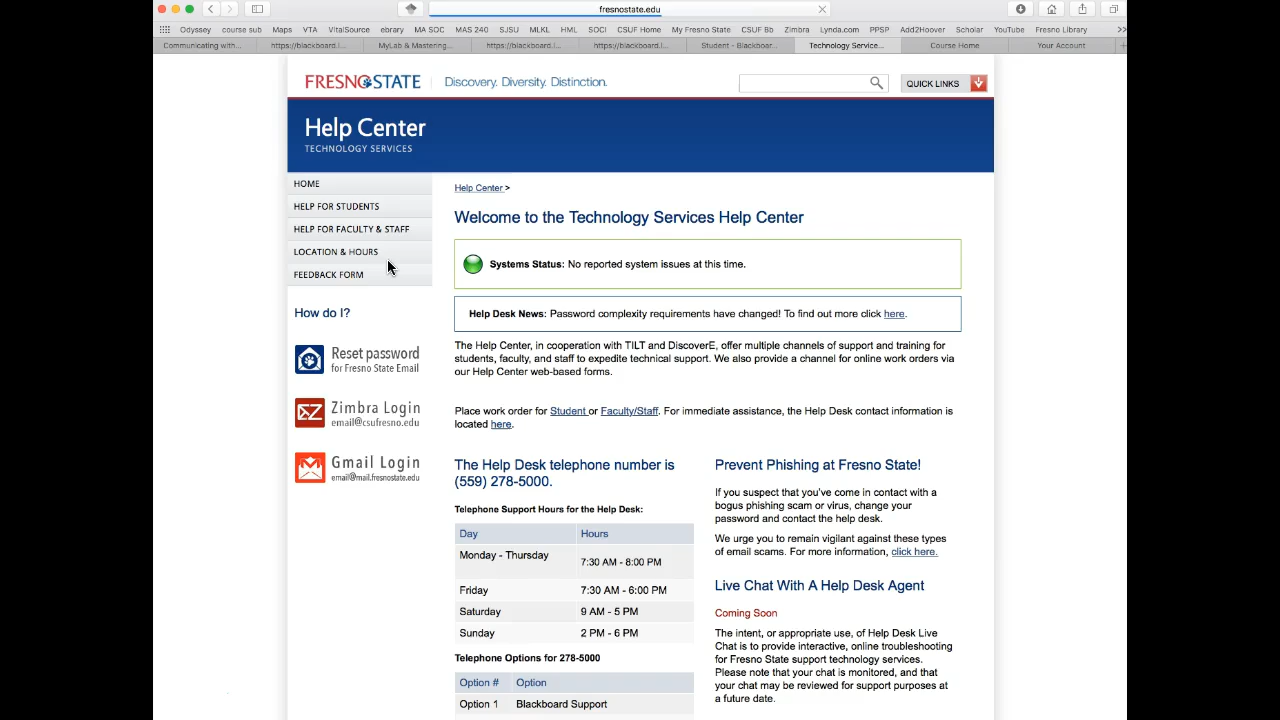 fresnostate.edu
Odyssey course sub Maps VTA VitalSource ebrary MA SOC MAS 240 SJSU MLKL HML SOCI CSUF Home My Fresno State CSUF Bb Zimbra Lynda.com PPSP Add2Hoover Scholar YouTube Fresno Library >>
Communicating with... https://blackboard.l... MyLab & Mastering... https://blackboard.l... https://blackboard.l... Student - Blackboar... Technology Service... Course Home Your Account
FRESNO STATE Discovery. Diversity. Distinction. QUICK LINKS
Help Center
TECHNOLOGY SERVICES
HOME
HELP FOR STUDENTS
HELP FOR FACULTY & STAFF
LOCATION & HOURS
FEEDBACK FORM
How do I?
Reset password
for Fresno State Email
Zimbra Login
email@csufresno.edu
Gmail Login
email@mail.fresnostate.edu
Help Center >
Welcome to the Technology Services Help Center
Systems Status: No reported system issues at this time.
Help Desk News: Password complexity requirements have changed! To find out more click here.
The Help Center, in cooperation with TILT and DiscoverE, offer multiple channels of support and training for
students, faculty, and staff to expedite technical support. We also provide a channel for online work orders via
our Help Center web-based forms.
Place work order for Student or Faculty/Staff. For immediate assistance, the Help Desk contact information is
located here.
The Help Desk telephone number is
(559) 278-5000.
Telephone Support Hours for the Help Desk:
Day Hours
Monday - Thursday 7:30 AM - 8:00 PM
Friday 7:30 AM - 6:00 PM
Saturday 9 AM - 5 PM
Sunday 2 PM - 6 PM
Telephone Options for 278-5000
Option # Option
Option 1 Blackboard Support
Prevent Phishing at Fresno State!
If you suspect that you've come in contact with a
bogus phishing scam or virus, change your
password and contact the help desk.
We urge you to remain vigilant against these types
of email scams. For more information, click here.
Live Chat With A Help Desk Agent
Coming Soon
The intent, or appropriate use, of Help Desk Live
Chat is to provide interactive, online troubleshooting
for Fresno State support technology services.
Please note that your chat is monitored, and that
your chat may be reviewed for support purposes at
a future date.